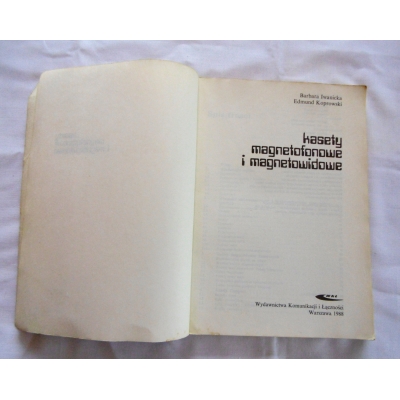 Barbara Iwanicka
Edmund Koprowski
kasety
magnetofonowe
i magnetowidowe
WKŁ
Wydawnictwa Komunikacji i Łączności
Warszawa 1988